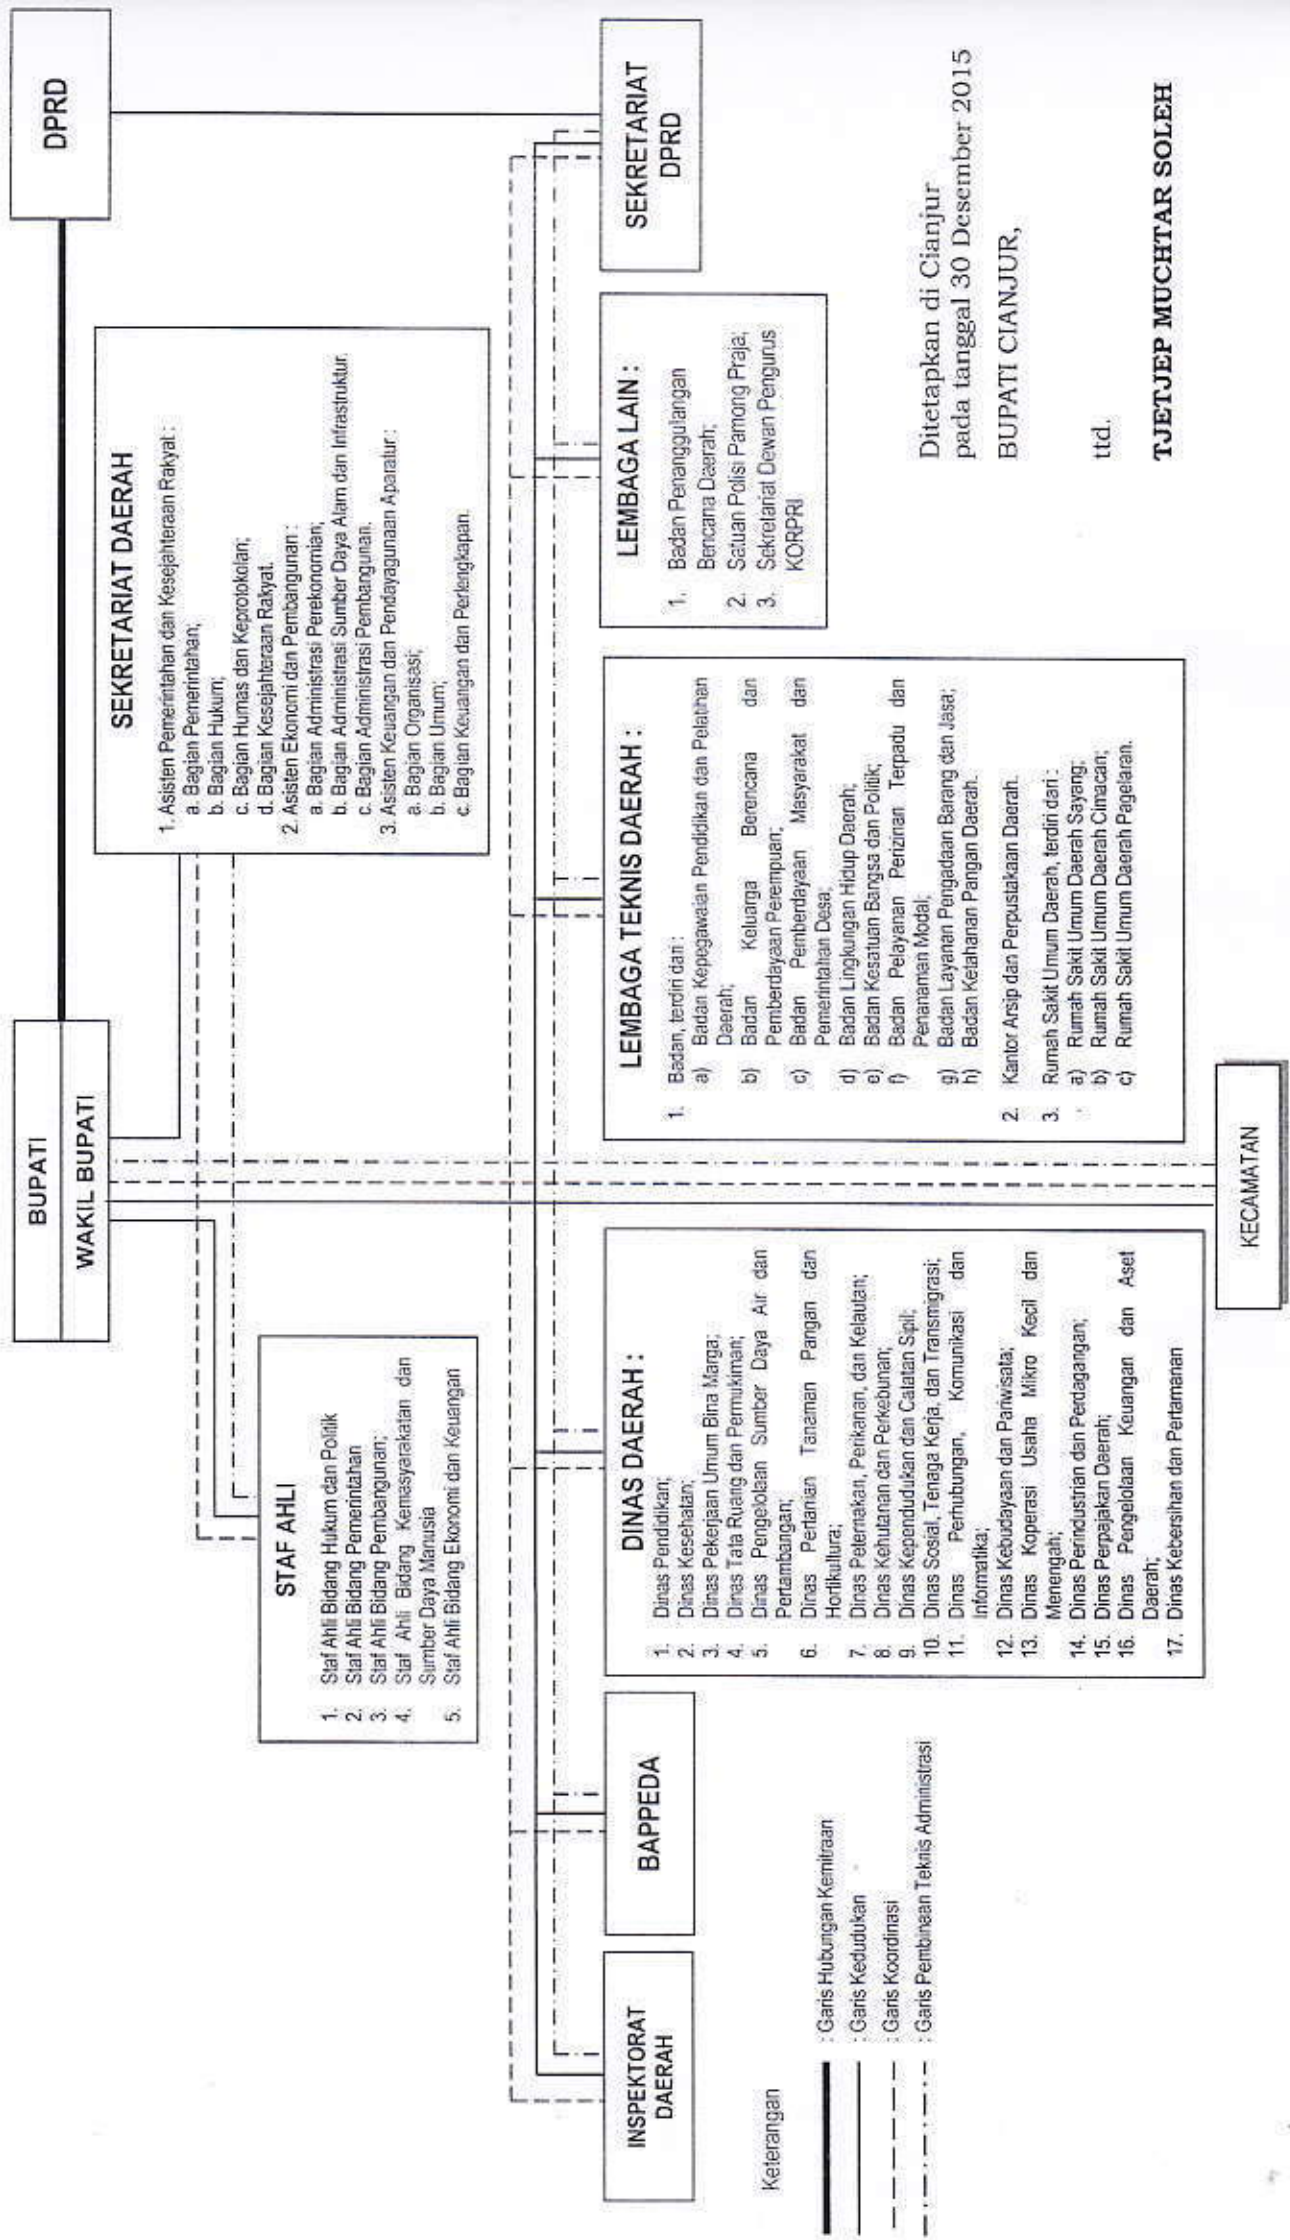 BUPATI
WAKIL BUPATI
DPRD
SEKRETARIAT DAERAH
1. Asisten Pemerintahan dan Kesejahteraan Rakyat :
a. Bagian Pemerintahan;
b. Bagian Hukum;
c. Bagian Humas dan Keprotokolan;
d. Bagian Kesejahteraan Rakyat.
2. Asisten Ekonomi dan Pembangunan :
a. Bagian Administrasi Perekonomian;
b. Bagian Administrasi Sumber Daya Alam dan Infrastruktur.
c. Bagian Administrasi Pembangunan.
3. Asisten Keuangan dan Pendayagunaan Aparatur :
a. Bagian Organisasi;
b. Bagian Umum;
c. Bagian Keuangan dan Perlengkapan.
STAF AHLI
1. Staf Ahli Bidang Hukum dan Politik
2. Staf Ahli Bidang Pemerintahan
3. Staf Ahli Bidang Pembangunan;
4. Staf Ahli Bidang Kemasyarakatan dan
Sumber Daya Manusia
5. Staf Ahli Bidang Ekonomi dan Keuangan
INSPEKTORAT
DAERAH
BAPPEDA
DINAS DAERAH :
1. Dinas Pendidikan;
2. Dinas Kesehatan;
3. Dinas Pekerjaan Umum Bina Marga;
4. Dinas Tata Ruang dan Permukiman;
5. Dinas Pengelolaan Sumber Daya Air dan
Pertambangan;
6. Dinas Pertanian Tanaman Pangan dan
Hortikultura;
7. Dinas Peternakan, Perikanan, dan Kelautan;
8. Dinas Kehutanan dan Perkebunan;
9. Dinas Kependudukan dan Catatan Sipil;
10. Dinas Sosial, Tenaga Kerja, dan Transmigrasi;
11. Dinas Perhubungan, Komunikasi dan
Informatika;
12. Dinas Kebudayaan dan Pariwisata;
13. Dinas Koperasi Usaha Mikro Kecil dan
Menengah;
14. Dinas Perindustrian dan Perdagangan;
15. Dinas Perpajakan Daerah;
16. Dinas Pengelolaan Keuangan dan Aset
Daerah;
17. Dinas Kebersihan dan Pertamanan
LEMBAGA TEKNIS DAERAH :
1. Badan, terdiri dari :
a) Badan Kepegawaian Pendidikan dan Pelatihan
Daerah;
b) Badan Keluarga Berencana dan
Pemberdayaan Perempuan;
c) Badan Pemberdayaan Masyarakat dan
Pemerintahan Desa;
d) Badan Lingkungan Hidup Daerah;
e) Badan Kesatuan Bangsa dan Politik;
f) Badan Pelayanan Perizinan Terpadu dan
Penanaman Modal;
g) Badan Layanan Pengadaan Barang dan Jasa;
h) Badan Ketahanan Pangan Daerah.
2. Kantor Arsip dan Perpustakaan Daerah.
3. Rumah Sakit Umum Daerah, terdiri dari :
a) Rumah Sakit Umum Daerah Sayang;
b) Rumah Sakit Umum Daerah Cimacan;
c) Rumah Sakit Umum Daerah Pagelaran.
LEMBAGA LAIN :
1. Badan Penanggulangan
Bencana Daerah;
2. Satuan Polisi Pamong Praja;
3. Sekretariat Dewan Pengurus
KORPRI
SEKRETARIAT
DPRD
KECAMATAN
Keterangan
: Garis Hubungan Kemitraan
: Garis Kedudukan
: Garis Koordinasi
: Garis Pembinaan Teknis Administrasi
Ditetapkan di Cianjur
pada tanggal 30 Desember 2015
BUPATI CIANJUR,
ttd.
TJETJEP MUCHTAR SOLEH